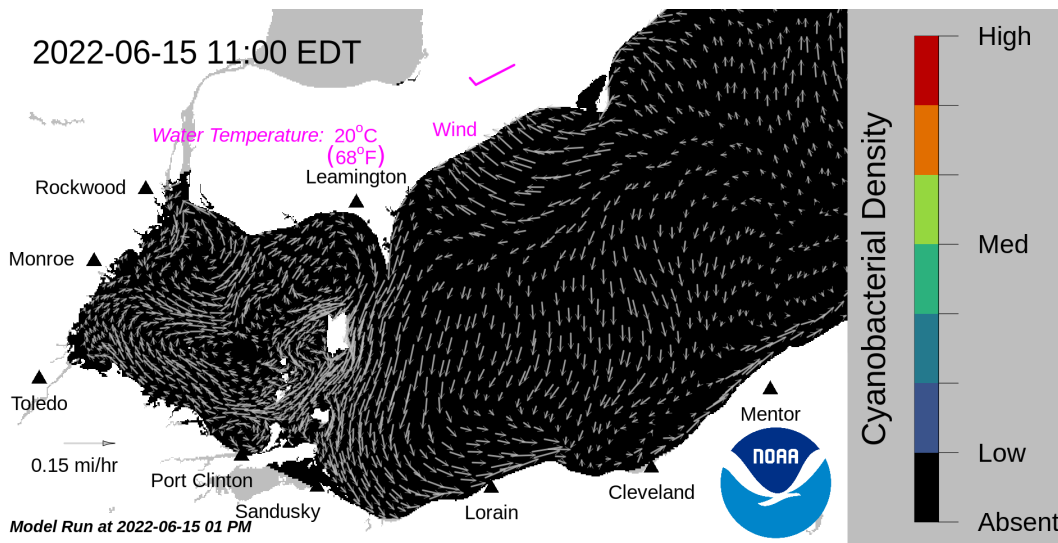 2022-06-15 11:00 EDT
Water Temperature: 20°C
(68°F)
Wind
Leamington
Rockwood
Monroe
Toledo
0.15 mi/hr
Port Clinton
Sandusky
Lorain
Cleveland
Mentor
NOAA
Model Run at 2022-06-15 01 PM
Cyanobacterial Density
High
Med
Low
Absent